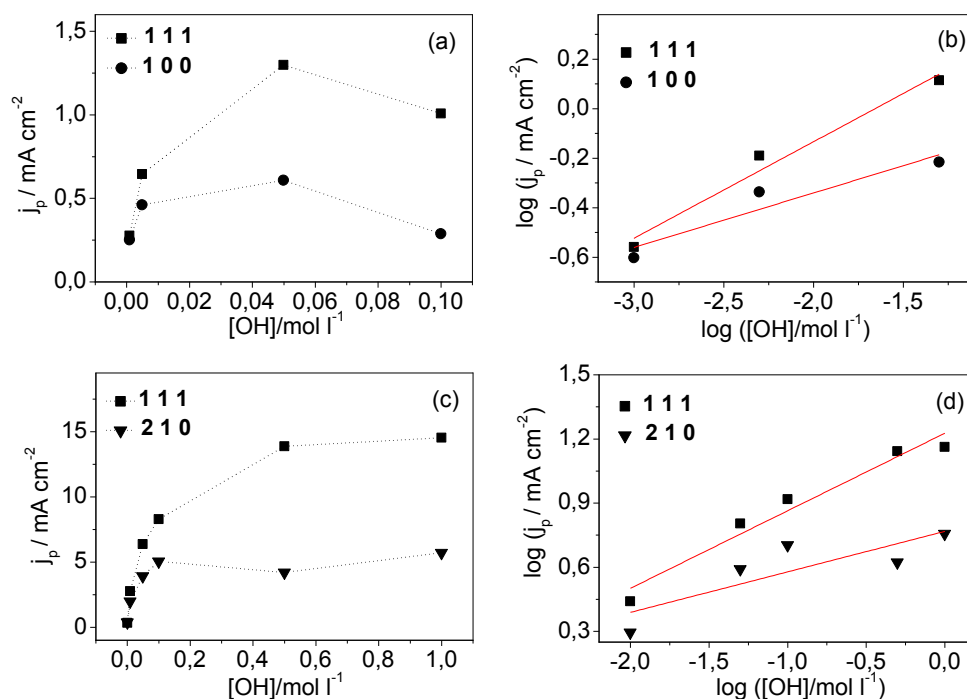 (a)
1 1 1
1 0 0
1,5
1,0
0,5
0,0
j_p / mA cm^-2
0,00 0,02 0,04 0,06 0,08 0,10
[OH]/mol l^-1
(b)
1 1 1
1 0 0
0,2
0,0
-0,2
-0,4
-0,6
log (j_p / mA cm^-2)
-3,0 -2,5 -2,0 -1,5
log ([OH]/mol l^-1)
(c)
1 1 1
2 1 0
15
10
5
0
j_p / mA cm^-2
0,0 0,2 0,4 0,6 0,8 1,0
[OH]/mol l^-1
(d)
1 1 1
2 1 0
1,5
1,2
0,9
0,6
0,3
log (j_p / mA cm^-2)
-2,0 -1,5 -1,0 -0,5 0,0
log ([OH]/mol l^-1)